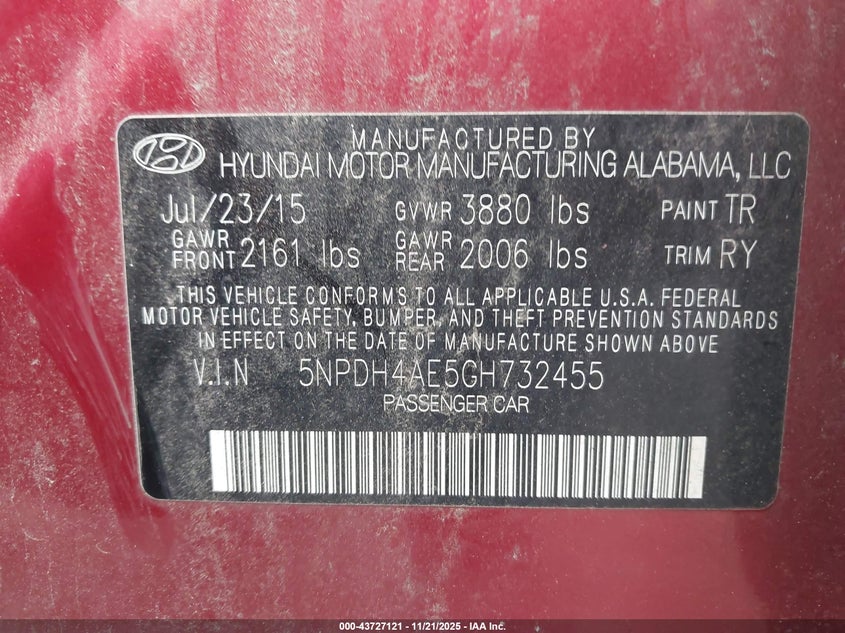 MANUFACTURED BY
HYUNDAI MOTOR MANUFACTURING ALABAMA, LLC
Jul/23/15 GVWR 3880 lbs PAINT TR
GAWR FRONT 2161 lbs GAWR REAR 2006 lbs TRIM RY
THIS VEHICLE CONFORMS TO ALL APPLICABLE U.S.A. FEDERAL
MOTOR VEHICLE SAFETY, BUMPER, AND THEFT PREVENTION STANDARDS
IN EFFECT ON THE DATE OF MANUFACTURE SHOWN ABOVE
V.I.N 5NPDH4AE5GH732455
PASSENGER CAR
000-43727121 - 11/21/2025 - IAA Inc.